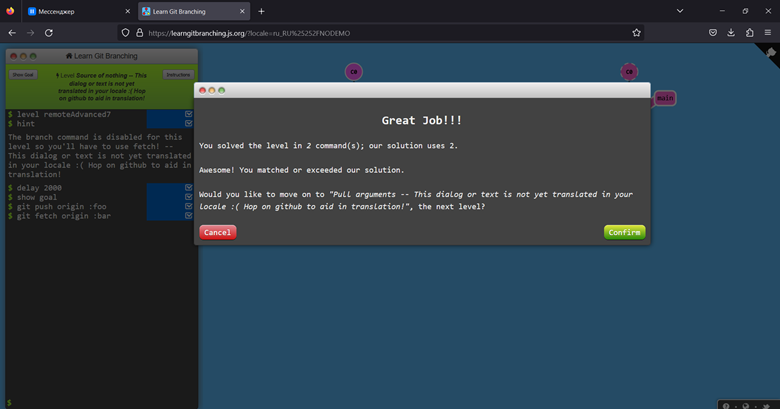 Мессенджер
Learn Git Branching
https://learngitbranching.js.org/?locale=ru_RU%25252FNODEMO
Learn Git Branching
Show Goal
Level Source of nothing -- This
dialog or text is not yet
translated in your locale :( Hop
on github to aid in translation!
Instructions
$ level remoteAdvanced7
$ hint
The branch command is disabled for this
level so you'll have to use fetch! --
This dialog or text is not yet translated
in your locale :( Hop on github to aid in
translation!
$ delay 2000
$ show goal
$ git push origin :foo
$ git fetch origin :bar
$
C0
C0
main
Great Job!!!
You solved the level in 2 command(s); our solution uses 2.
Awesome! You matched or exceeded our solution.
Would you like to move on to "Pull arguments -- This dialog or text is not yet translated in your
locale :( Hop on github to aid in translation!", the next level?
Cancel
Confirm